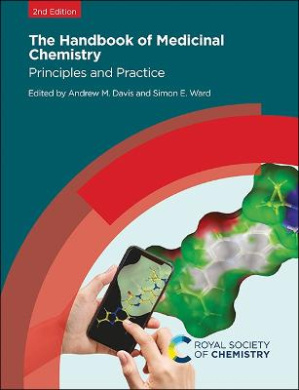 2nd Edition
The Handbook of Medicinal
Chemistry
Principles and Practice
Edited by Andrew M. Davis and Simon E. Ward
ROYAL SOCIETY
OF CHEMISTRY